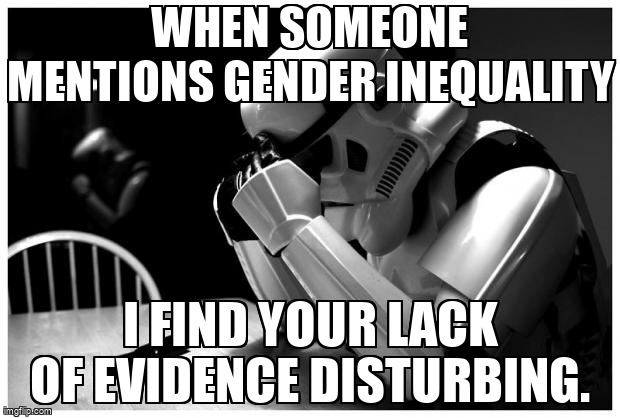 WHEN SOMEONE
MENTIONS GENDER INEQUALITY
I FIND YOUR LACK
OF EVIDENCE DISTURBING.
imgflip.com